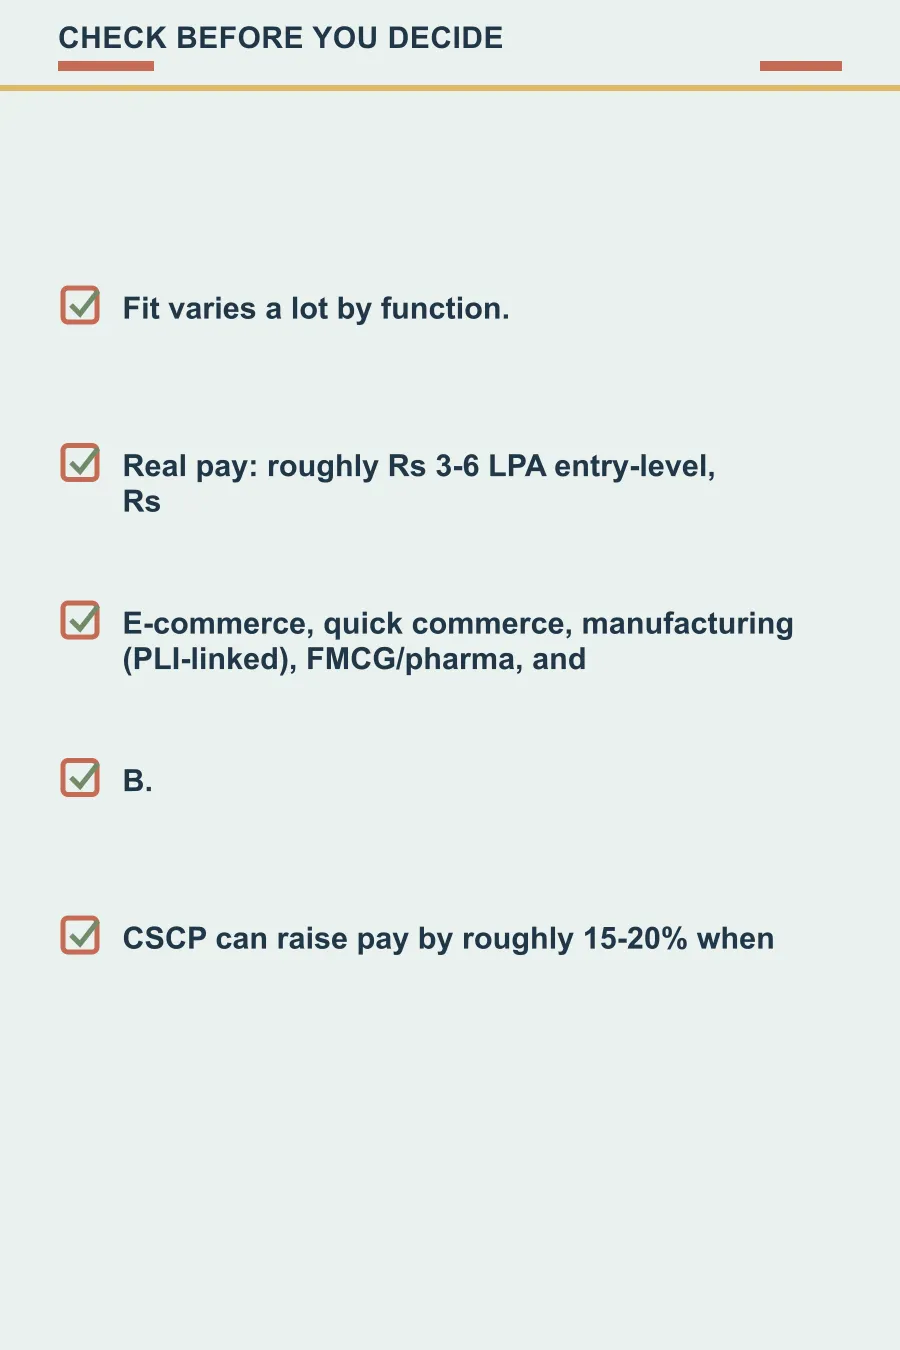 CHECK BEFORE YOU DECIDE
Fit varies a lot by function.
Real pay: roughly Rs 3-6 LPA entry-level,
Rs
E-commerce, quick commerce, manufacturing
(PLI-linked), FMCG/pharma, and
B.
CSCP can raise pay by roughly 15-20% when